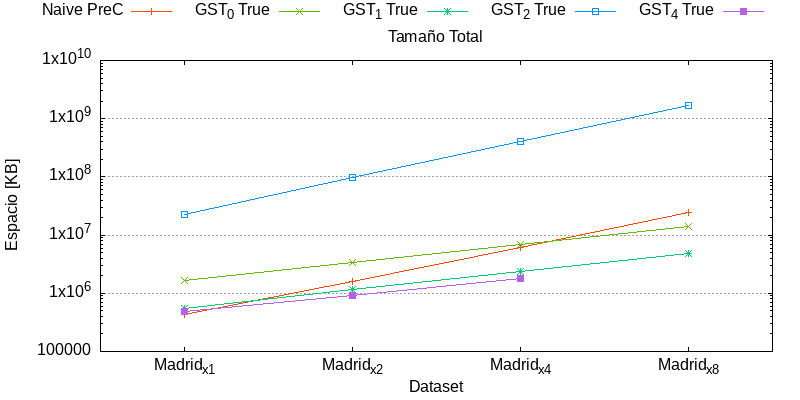 Naive PreC GST0 True GST1 True GST2 True GST4 True
Tamaño Total
1x10^10
1x10^9
1x10^8
1x10^7
1x10^6
100000
Espacio [KB]
Madridx1 Madridx2 Madridx4 Madridx8
Dataset